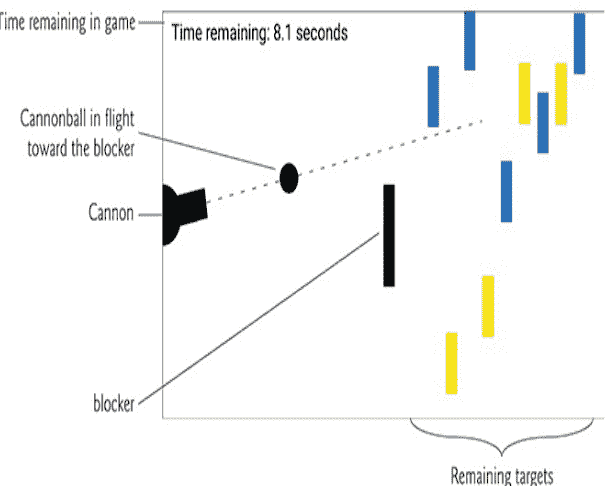 Time remaining in game
Time remaining: 8.1 seconds
Cannonball in flight
toward the blocker
Cannon
blocker
Remaining targets